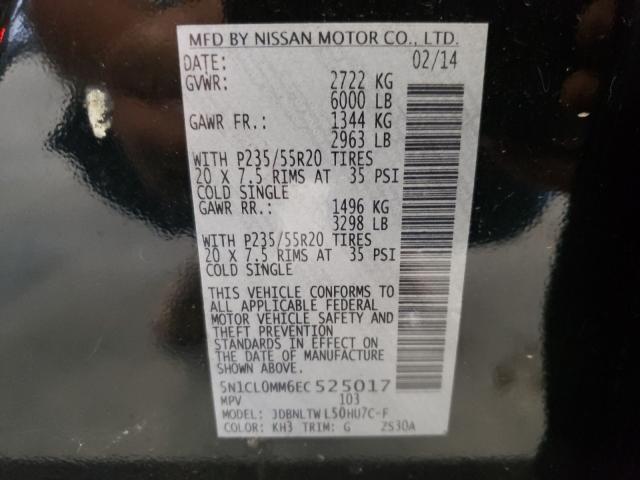 MFD BY NISSAN MOTOR CO., LTD.
DATE: 02/14
GVWR: 2722 KG
6000 LB
GAWR FR.: 1344 KG
2963 LB
WITH P235/55R20 TIRES
20 X 7.5 RIMS AT 35 PSI
COLD SINGLE
GAWR RR.: 1496 KG
3298 LB
WITH P235/55R20 TIRES
20 X 7.5 RIMS AT 35 PSI
COLD SINGLE
THIS VEHICLE CONFORMS TO
ALL APPLICABLE FEDERAL
MOTOR VEHICLE SAFETY AND
THEFT PREVENTION
STANDARDS IN EFFECT ON
THE DATE OF MANUFACTURE
SHOWN ABOVE.
5N1CL0MM6EC525017
MPV 103
MODEL: JDBNLTW L50HU7C-F
COLOR: KH3 TRIM: G ZS30A